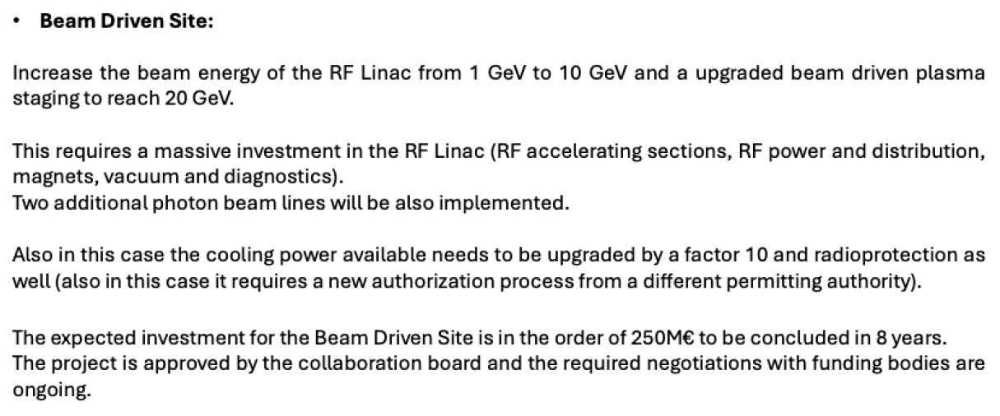 • Beam Driven Site:
Increase the beam energy of the RF Linac from 1 GeV to 10 GeV and a upgraded beam driven plasma
staging to reach 20 GeV.
This requires a massive investment in the RF Linac (RF accelerating sections, RF power and distribution,
magnets, vacuum and diagnostics).
Two additional photon beam lines will be also implemented.
Also in this case the cooling power available needs to be upgraded by a factor 10 and radioprotection as
well (also in this case it requires a new authorization process from a different permitting authority).
The expected investment for the Beam Driven Site is in the order of 250M€ to be concluded in 8 years.
The project is approved by the collaboration board and the required negotiations with funding bodies are
ongoing.